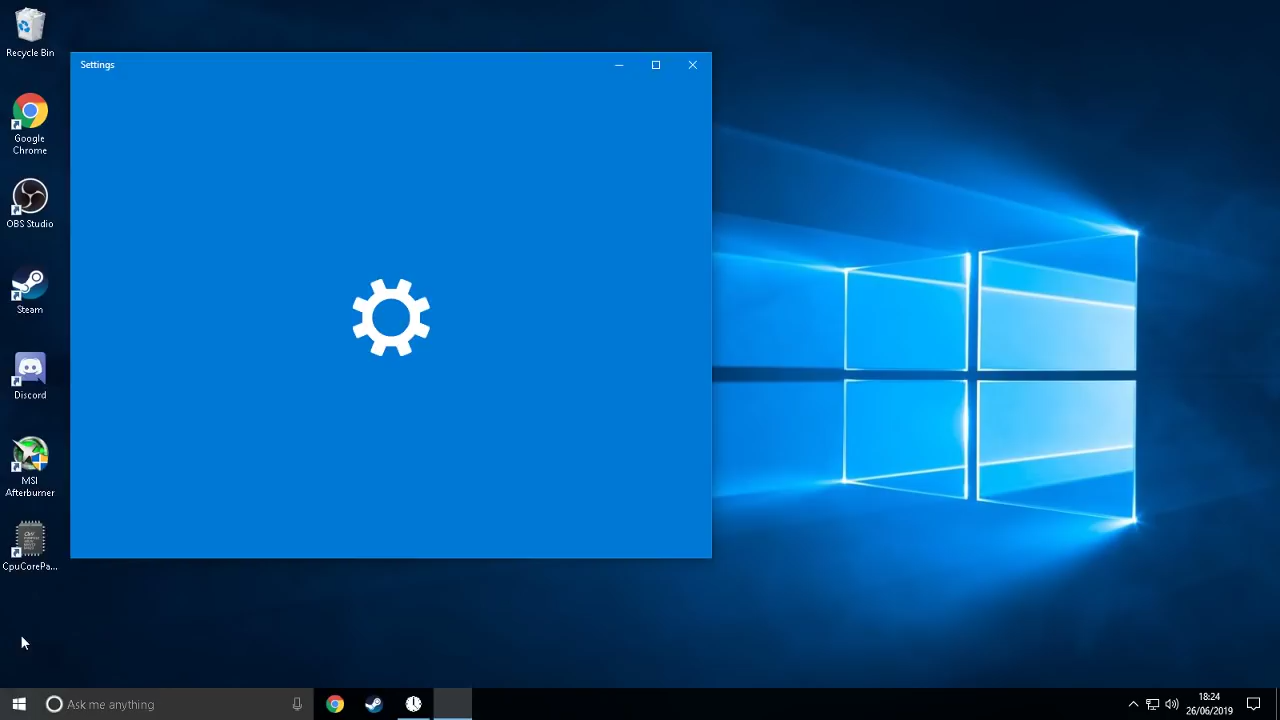 Recycle Bin
Settings
Google
Chrome
OBS Studio
Steam
Discord
MSI
Afterburner
CpuCorePa...
Ask me anything
18:24
26/06/2019